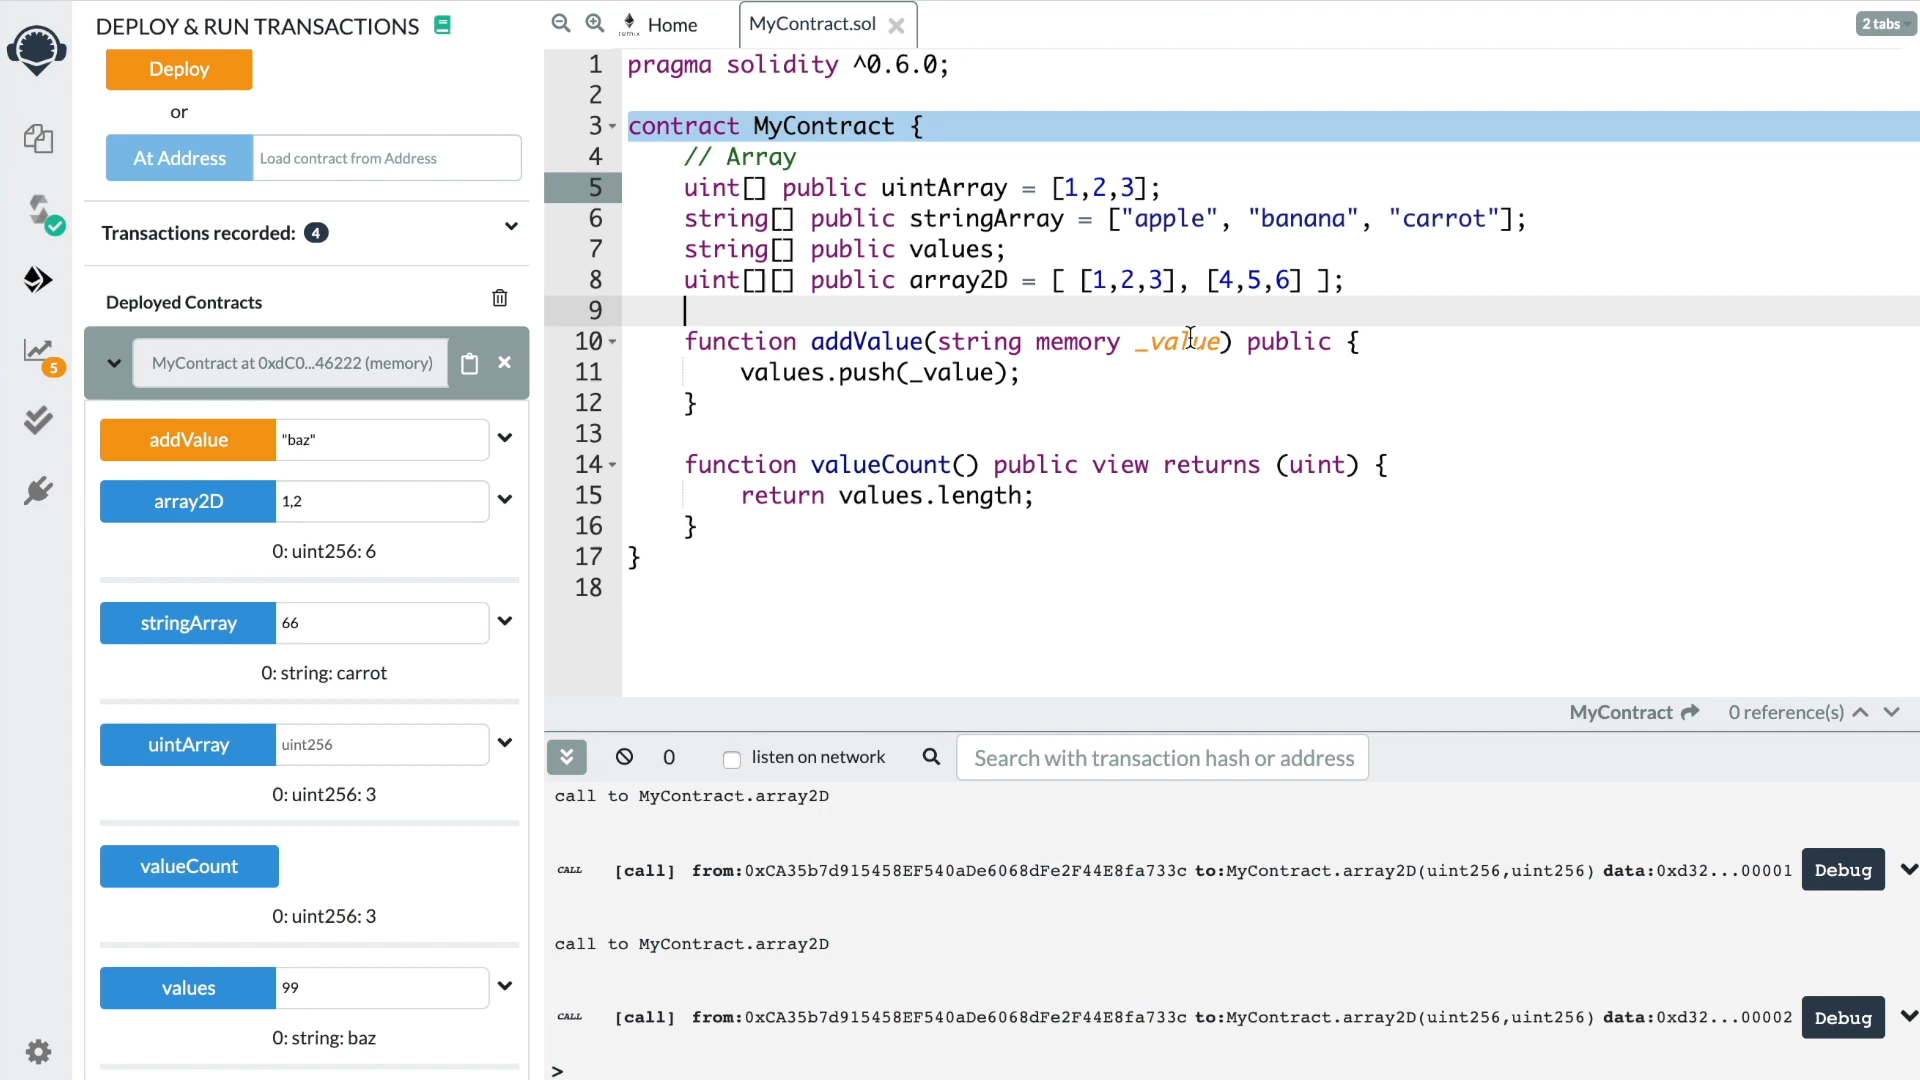 DEPLOY & RUN TRANSACTIONS
Deploy
or
At Address
Load contract from Address
Transactions recorded: 4
Deployed Contracts
MyContract at 0xdC0...46222 (memory)
addValue "baz"
array2D 1,2
0: uint256: 6
stringArray 66
0: string: carrot
uintArray uint256
0: uint256: 3
valueCount
0: uint256: 3
values 99
0: string: baz
5
remix
Home
MyContract.sol
2 tabs
1 pragma solidity ^0.6.0;
2
3 contract MyContract {
4 // Array
5 uint[] public uintArray = [1,2,3];
6 string[] public stringArray = ["apple", "banana", "carrot"];
7 string[] public values;
8 uint[][] public array2D = [ [1,2,3], [4,5,6] ];
9
10 function addValue(string memory _value) public {
11 values.push(_value);
12 }
13
14 function valueCount() public view returns (uint) {
15 return values.length;
16 }
17 }
18
MyContract 0 reference(s)
0 listen on network Search with transaction hash or address
call to MyContract.array2D
CALL [call] from:0xCA35b7d915458EF540aDe6068dFe2F44E8fa733c to:MyContract.array2D(uint256,uint256) data:0xd32...00001 Debug
call to MyContract.array2D
CALL [call] from:0xCA35b7d915458EF540aDe6068dFe2F44E8fa733c to:MyContract.array2D(uint256,uint256) data:0xd32...00002 Debug
>